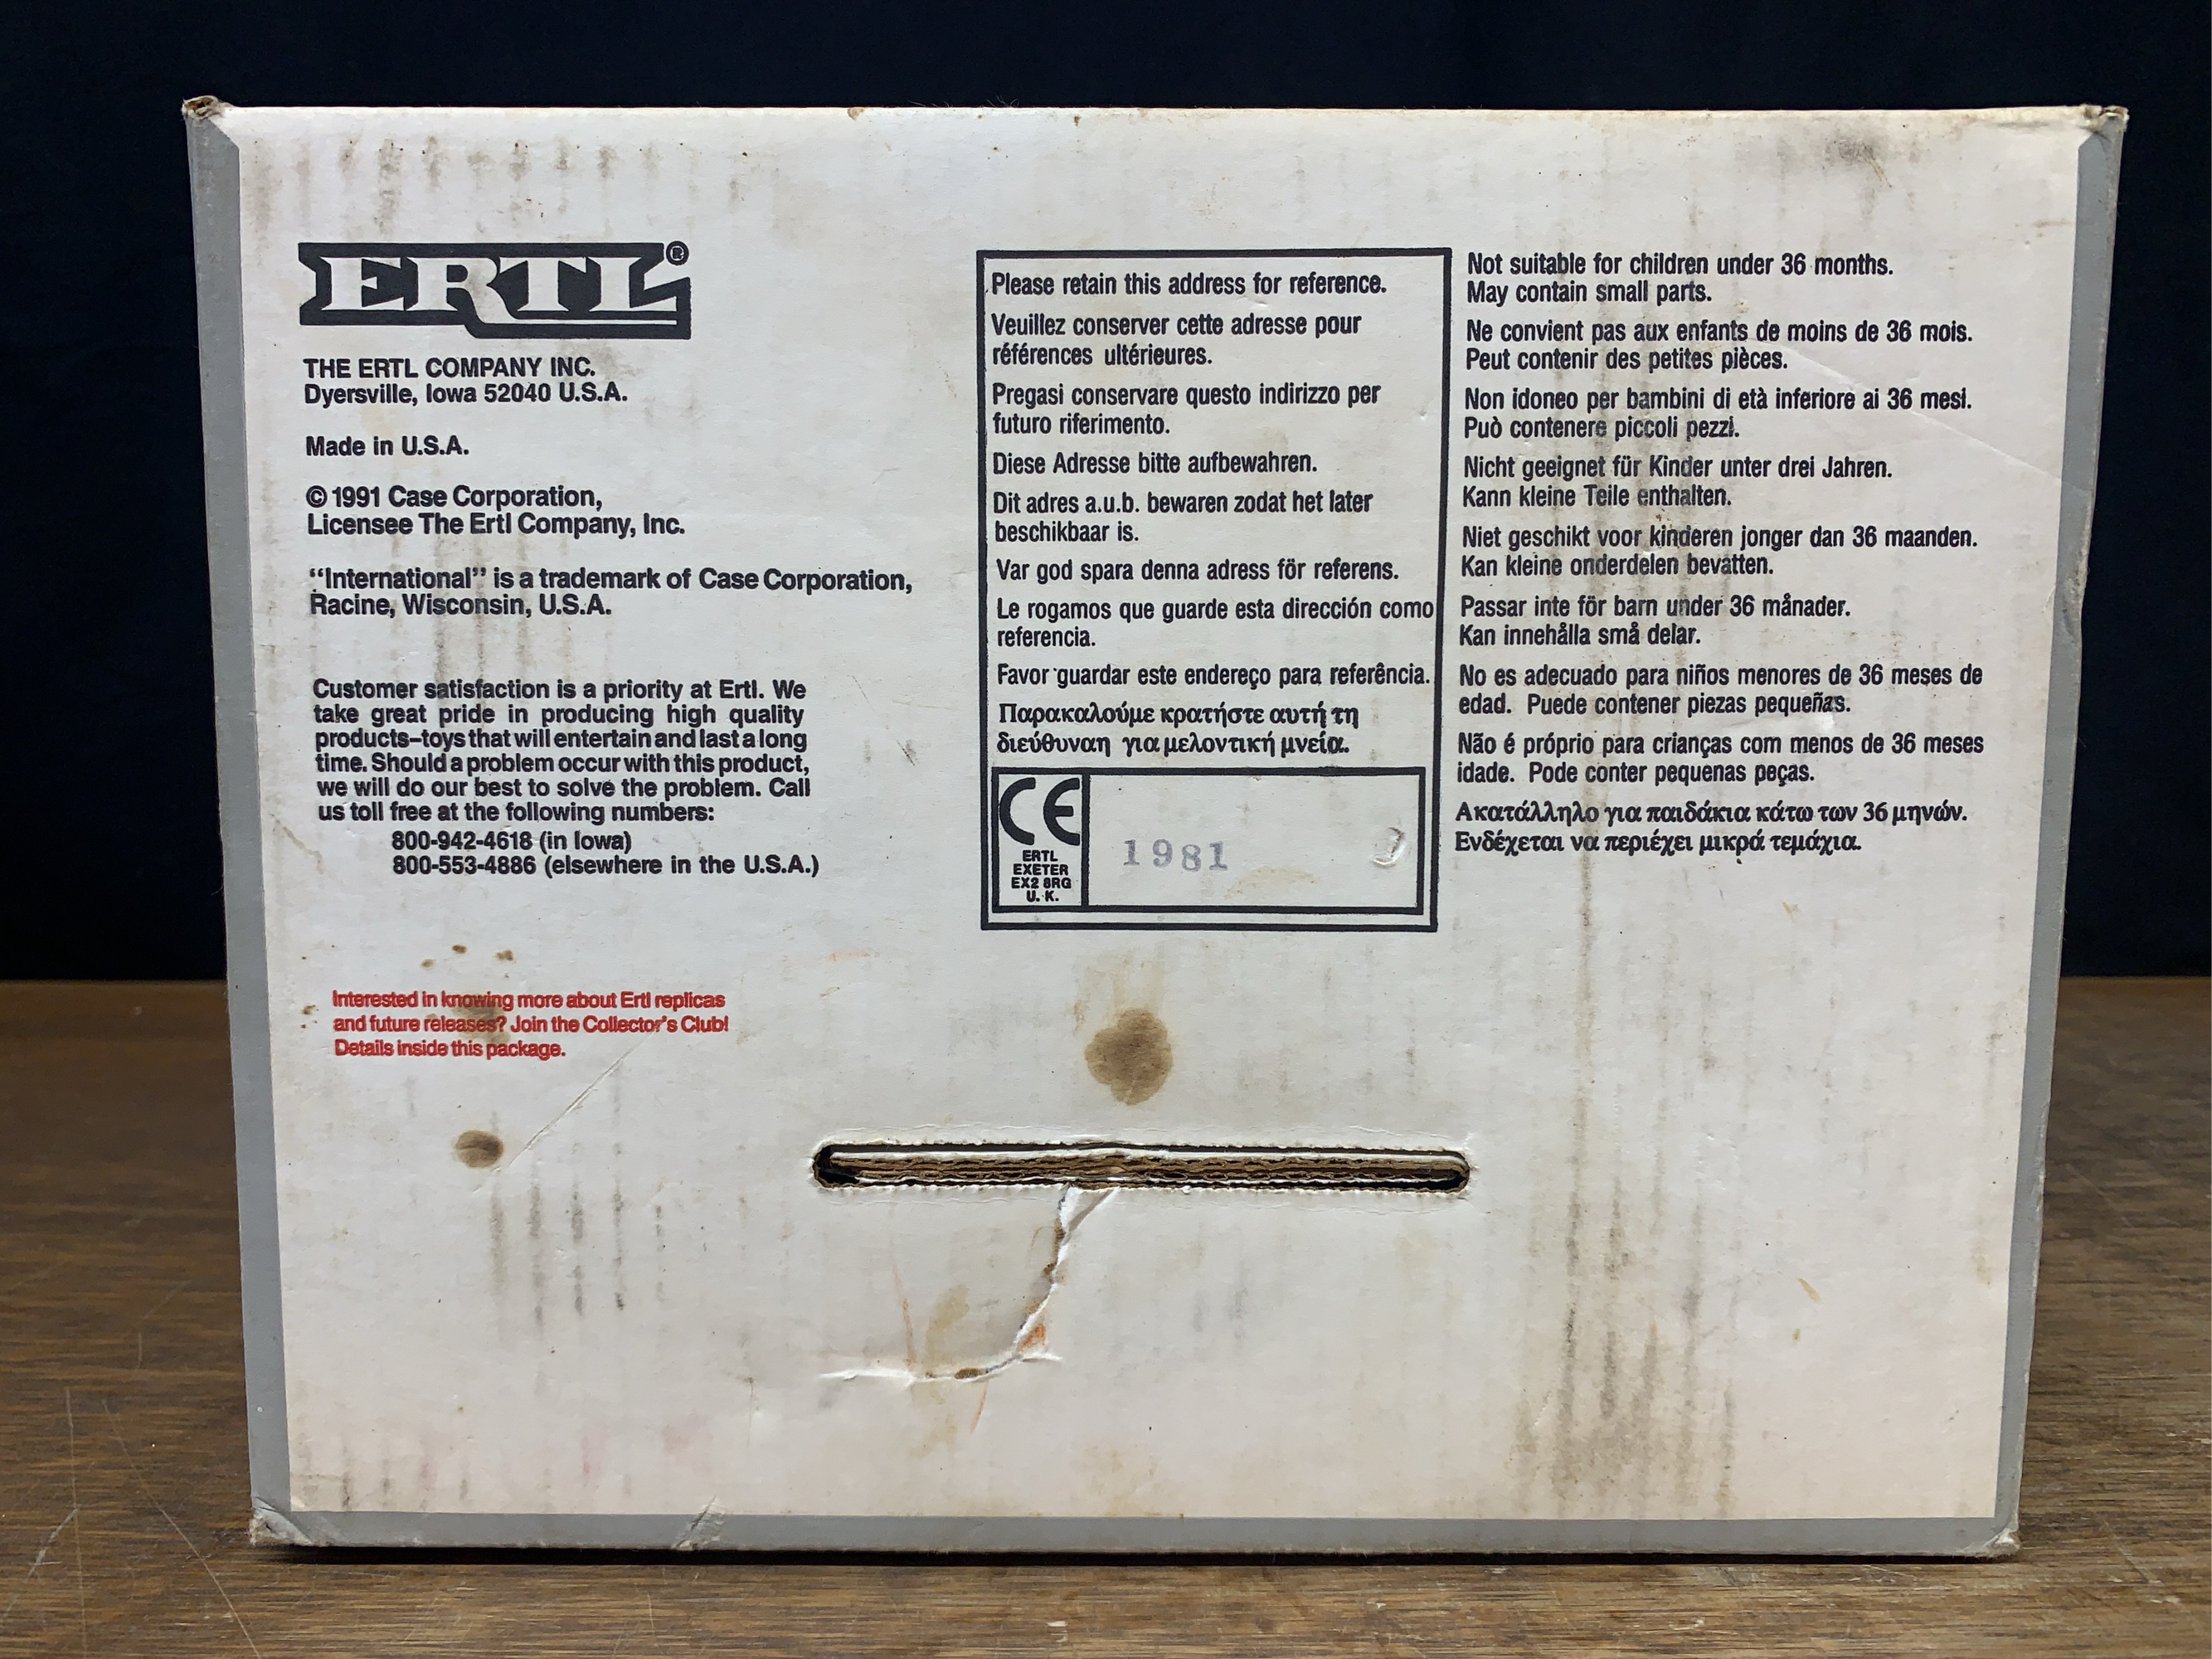 ERTL®
THE ERTL COMPANY INC.
Dyersville, Iowa 52040 U.S.A.
Made in U.S.A.
© 1991 Case Corporation,
Licensee The Ertl Company, Inc.
“International” is a trademark of Case Corporation,
Racine, Wisconsin, U.S.A.
Customer satisfaction is a priority at Ertl. We
take great pride in producing high quality
products–toys that will entertain and last a long
time. Should a problem occur with this product,
we will do our best to solve the problem. Call
us toll free at the following numbers:
800-942-4618 (in Iowa)
800-553-4886 (elsewhere in the U.S.A.)
Interested in knowing more about Ertl replicas
and future releases? Join the Collector's Club!
Details inside this package.
Please retain this address for reference.
Veuillez conserver cette adresse pour
références ultérieures.
Pregasi conservare questo indirizzo per
futuro riferimento.
Diese Adresse bitte aufbewahren.
Dit adres a.u.b. bewaren zodat het later
beschikbaar is.
Var god spara denna adress för referens.
Le rogamos que guarde esta dirección como
referencia.
Favor guardar este endereço para referência.
Παρακαλούμε κρατήστε αυτή τη
διεύθυναη για μελοντική μνεία.
CE
ERTL
EXETER
EX2 8RG
U. K.
1981
Not suitable for children under 36 months.
May contain small parts.
Ne convient pas aux enfants de moins de 36 mois.
Peut contenir des petites pièces.
Non idoneo per bambini di età inferiore ai 36 mesi.
Può contenere piccoli pezzi.
Nicht geeignet für Kinder unter drei Jahren.
Kann kleine Teile enthalten.
Niet geschikt voor kinderen jonger dan 36 maanden.
Kan kleine onderdelen bevatten.
Passar inte för barn under 36 månader.
Kan innehålla små delar.
No es adecuado para niños menores de 36 meses de
edad. Puede contener piezas pequeñas.
Não é próprio para crianças com menos de 36 meses
idade. Pode conter pequenas peças.
Ακατάλληλο για παιδάκια κάτω των 36 μηνών.
Ενδέχεται να περιέχει μικρά τεμάχια.